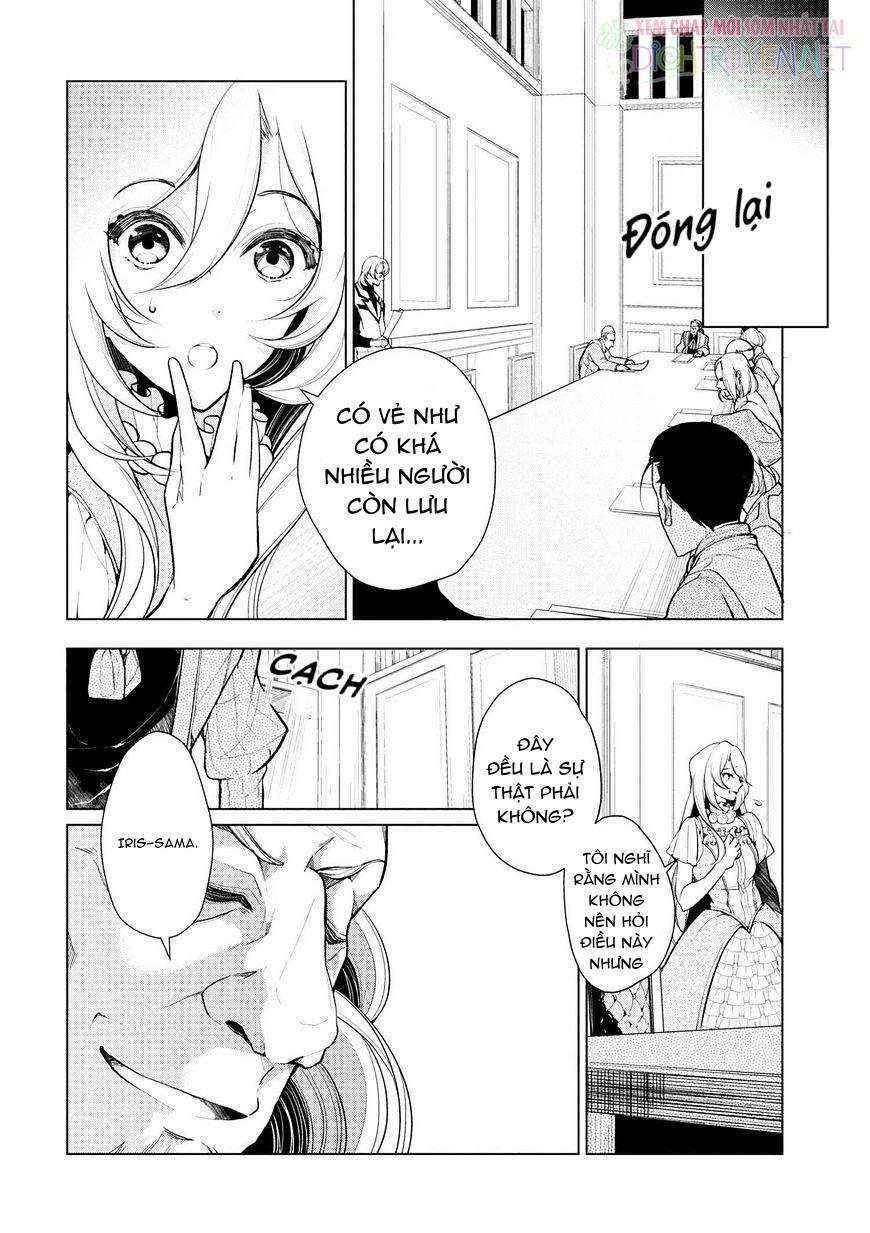 XEM CHAP MỚI SỚM NHẤT TẠI
DICHTRUYEN.NET
Đóng lại
CÓ VẺ NHƯ
CÓ KHÁ
NHIỀU NGƯỜI
CÒN LƯU
LẠI...
CẠCH
ĐÂY
ĐỀU LÀ SỰ
THẬT PHẢI
KHÔNG?
TÔI NGHĨ
RẰNG MÌNH
KHÔNG
NÊN HỎI
ĐIỀU NÀY
NHƯNG
IRIS-SAMA.